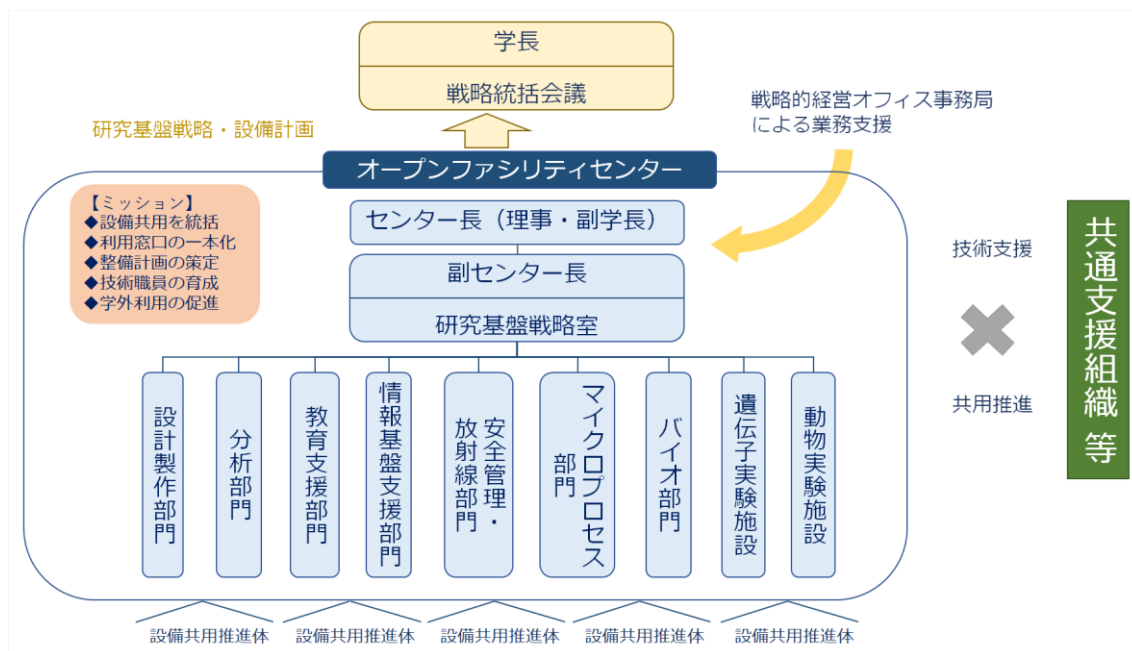 学長
戦略統括会議
研究基盤戦略・設備計画
戦略的経営オフィス事務局
による業務支援
オープンファシリティセンター
【ミッション】
◆設備共用を統括
◆利用窓口の一本化
◆整備計画の策定
◆技術職員の育成
◆学外利用の促進
センター長（理事・副学長）
副センター長
研究基盤戦略室
設計製作部門
分析部門
教育支援部門
情報基盤支援部門
安全管理・
放射線部門
マイクロプロセス
部門
バイオ部門
遺伝子実験施設
動物実験施設
設備共用推進体
設備共用推進体
設備共用推進体
設備共用推進体
設備共用推進体
技術支援
共用推進
共通支援組織 等